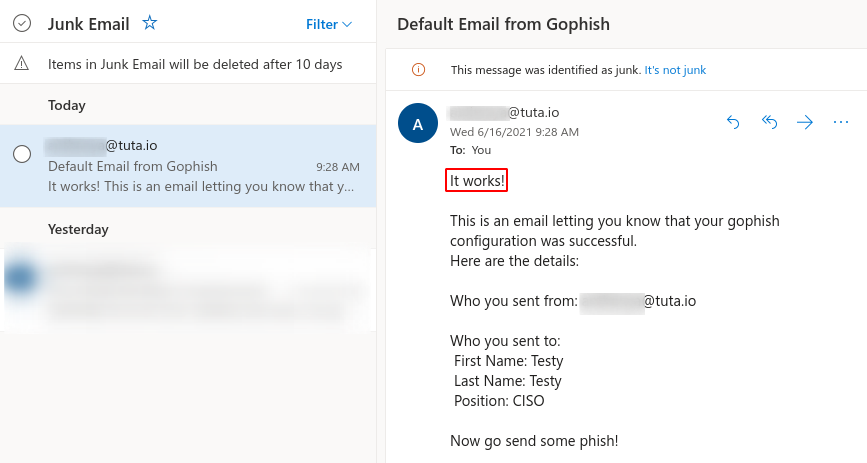 Junk Email
Filter
Items in Junk Email will be deleted after 10 days
Today
@tuta.io
Default Email from Gophish
9:28 AM
It works! This is an email letting you know that y...
Yesterday
Default Email from Gophish
This message was identified as junk. It's not junk
A
@tuta.io
Wed 6/16/2021 9:28 AM
To: You
It works!
This is an email letting you know that your gophish
configuration was successful.
Here are the details:
Who you sent from: @tuta.io
Who you sent to:
First Name: Testy
Last Name: Testy
Position: CISO
Now go send some phish!